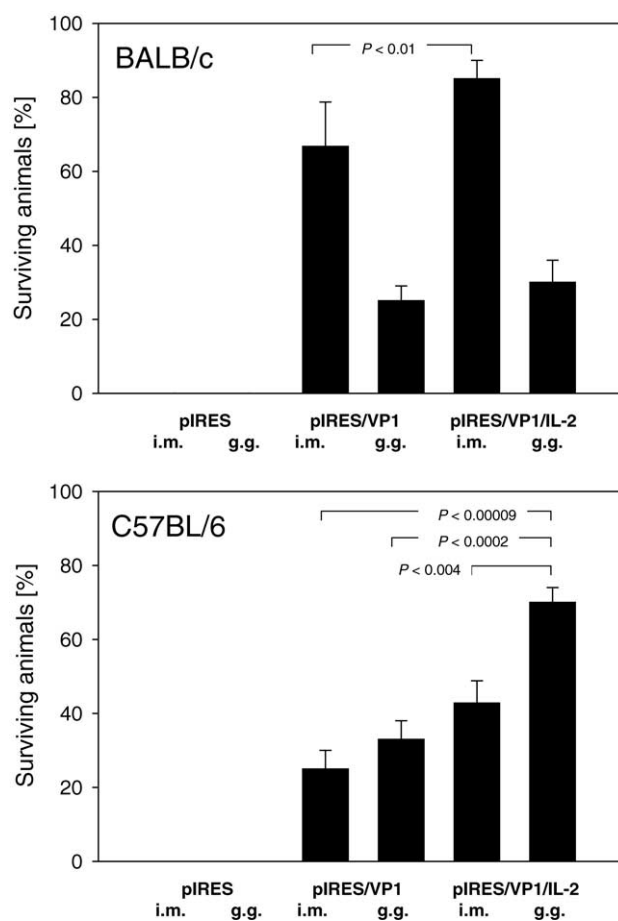 BALB/c
P < 0.01
Surviving animals [%]
100
80
60
40
20
0
pIRES pIRES/VP1 pIRES/VP1/IL-2
i.m. g.g. i.m. g.g. i.m. g.g.
C57BL/6
P < 0.00009
P < 0.0002
P < 0.004
Surviving animals [%]
100
80
60
40
20
0
pIRES pIRES/VP1 pIRES/VP1/IL-2
i.m. g.g. i.m. g.g. i.m. g.g.